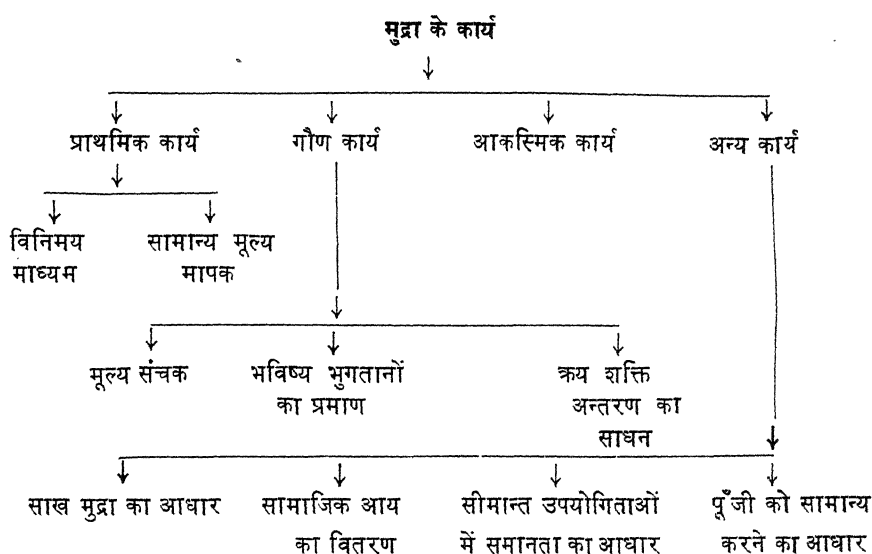 मुद्रा के कार्य
प्राथमिक कार्य गौण कार्य आकस्मिक कार्य अन्य कार्य
विनिमय सामान्य मूल्य
माध्यम मापक
मूल्य संचक भविष्य भुगतानों क्रय शक्ति
का प्रमाण अन्तरण का
साधन
साख मुद्रा का आधार सामाजिक आय सीमान्त उपयोगिताओं पूँजी को सामान्य
का वितरण में समानता का आधार करने का आधार